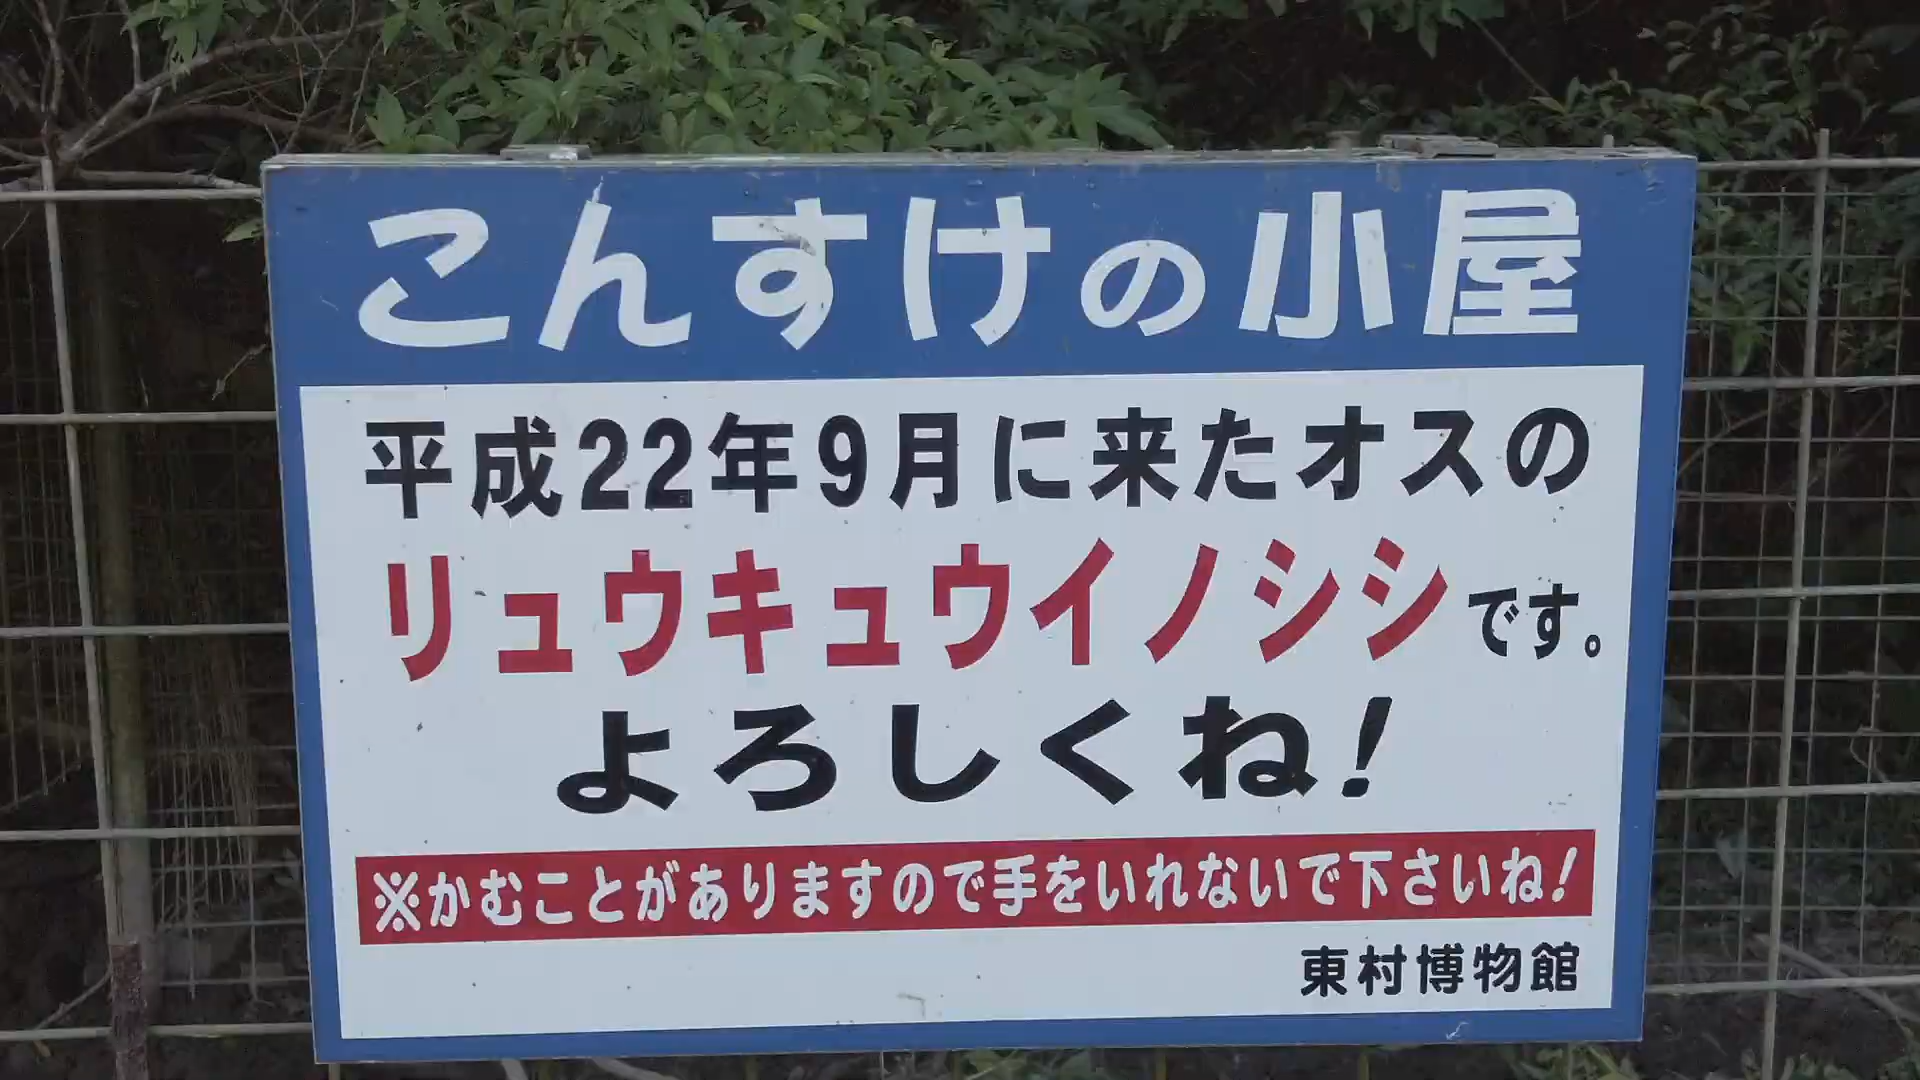 こんすけの小屋
平成22年9月に来たオスの
リュウキュウイノシシです。
よろしくね!
※かむことがありますので手をいれないで下さいね!
東村博物館